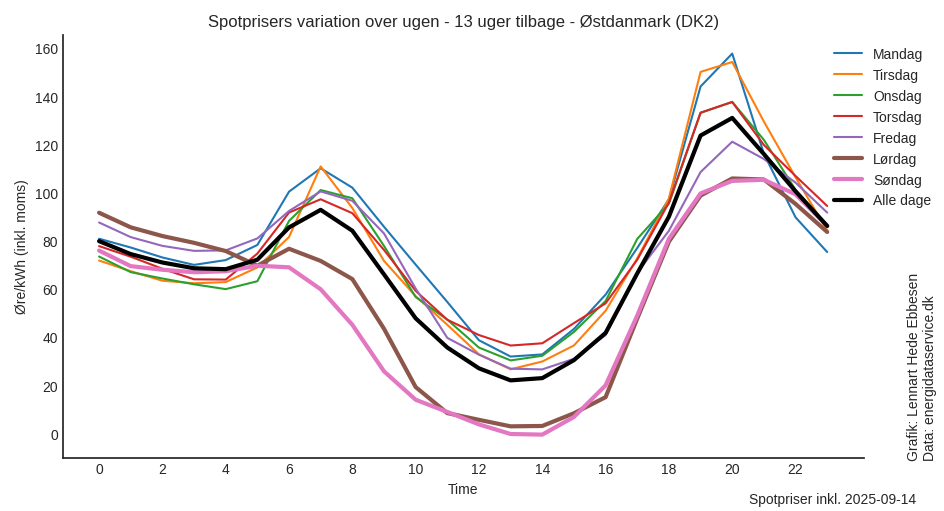 Spotprisers variation over ugen - 13 uger tilbage - Østdanmark (DK2)
Øre/kWh (inkl. moms)
160
140
120
100
80
60
40
20
0
0 2 4 6 8 10 12 14 16 18 20 22
Time
Mandag
Tirsdag
Onsdag
Torsdag
Fredag
Lørdag
Søndag
Alle dage
Grafik: Lennart Hede Ebbesen
Data: energidataservice.dk
Spotpriser inkl. 2025-09-14